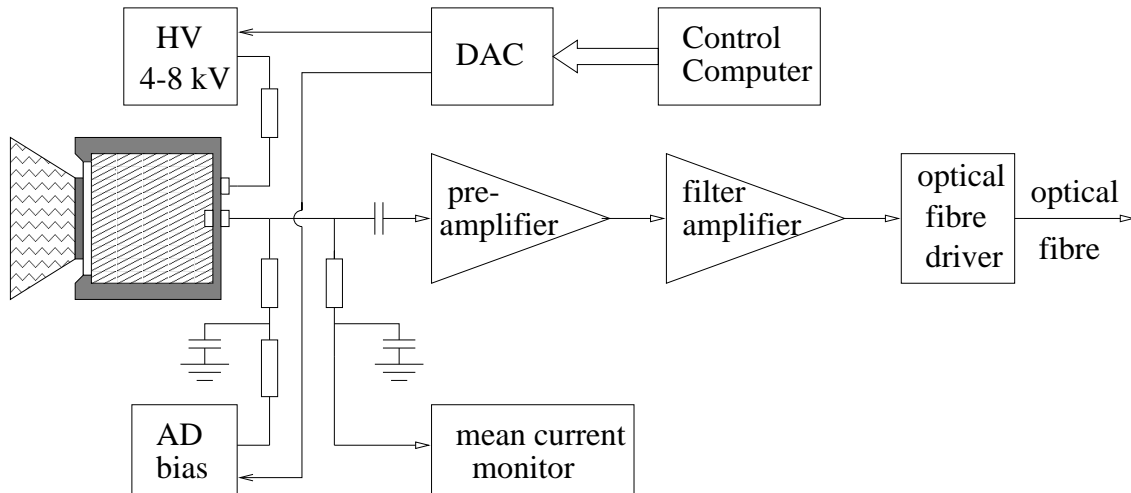 HV
4-8 kV
DAC
Control
Computer
pre-
amplifier
filter
amplifier
optical
fibre
driver
optical
fibre
AD
bias
mean current
monitor